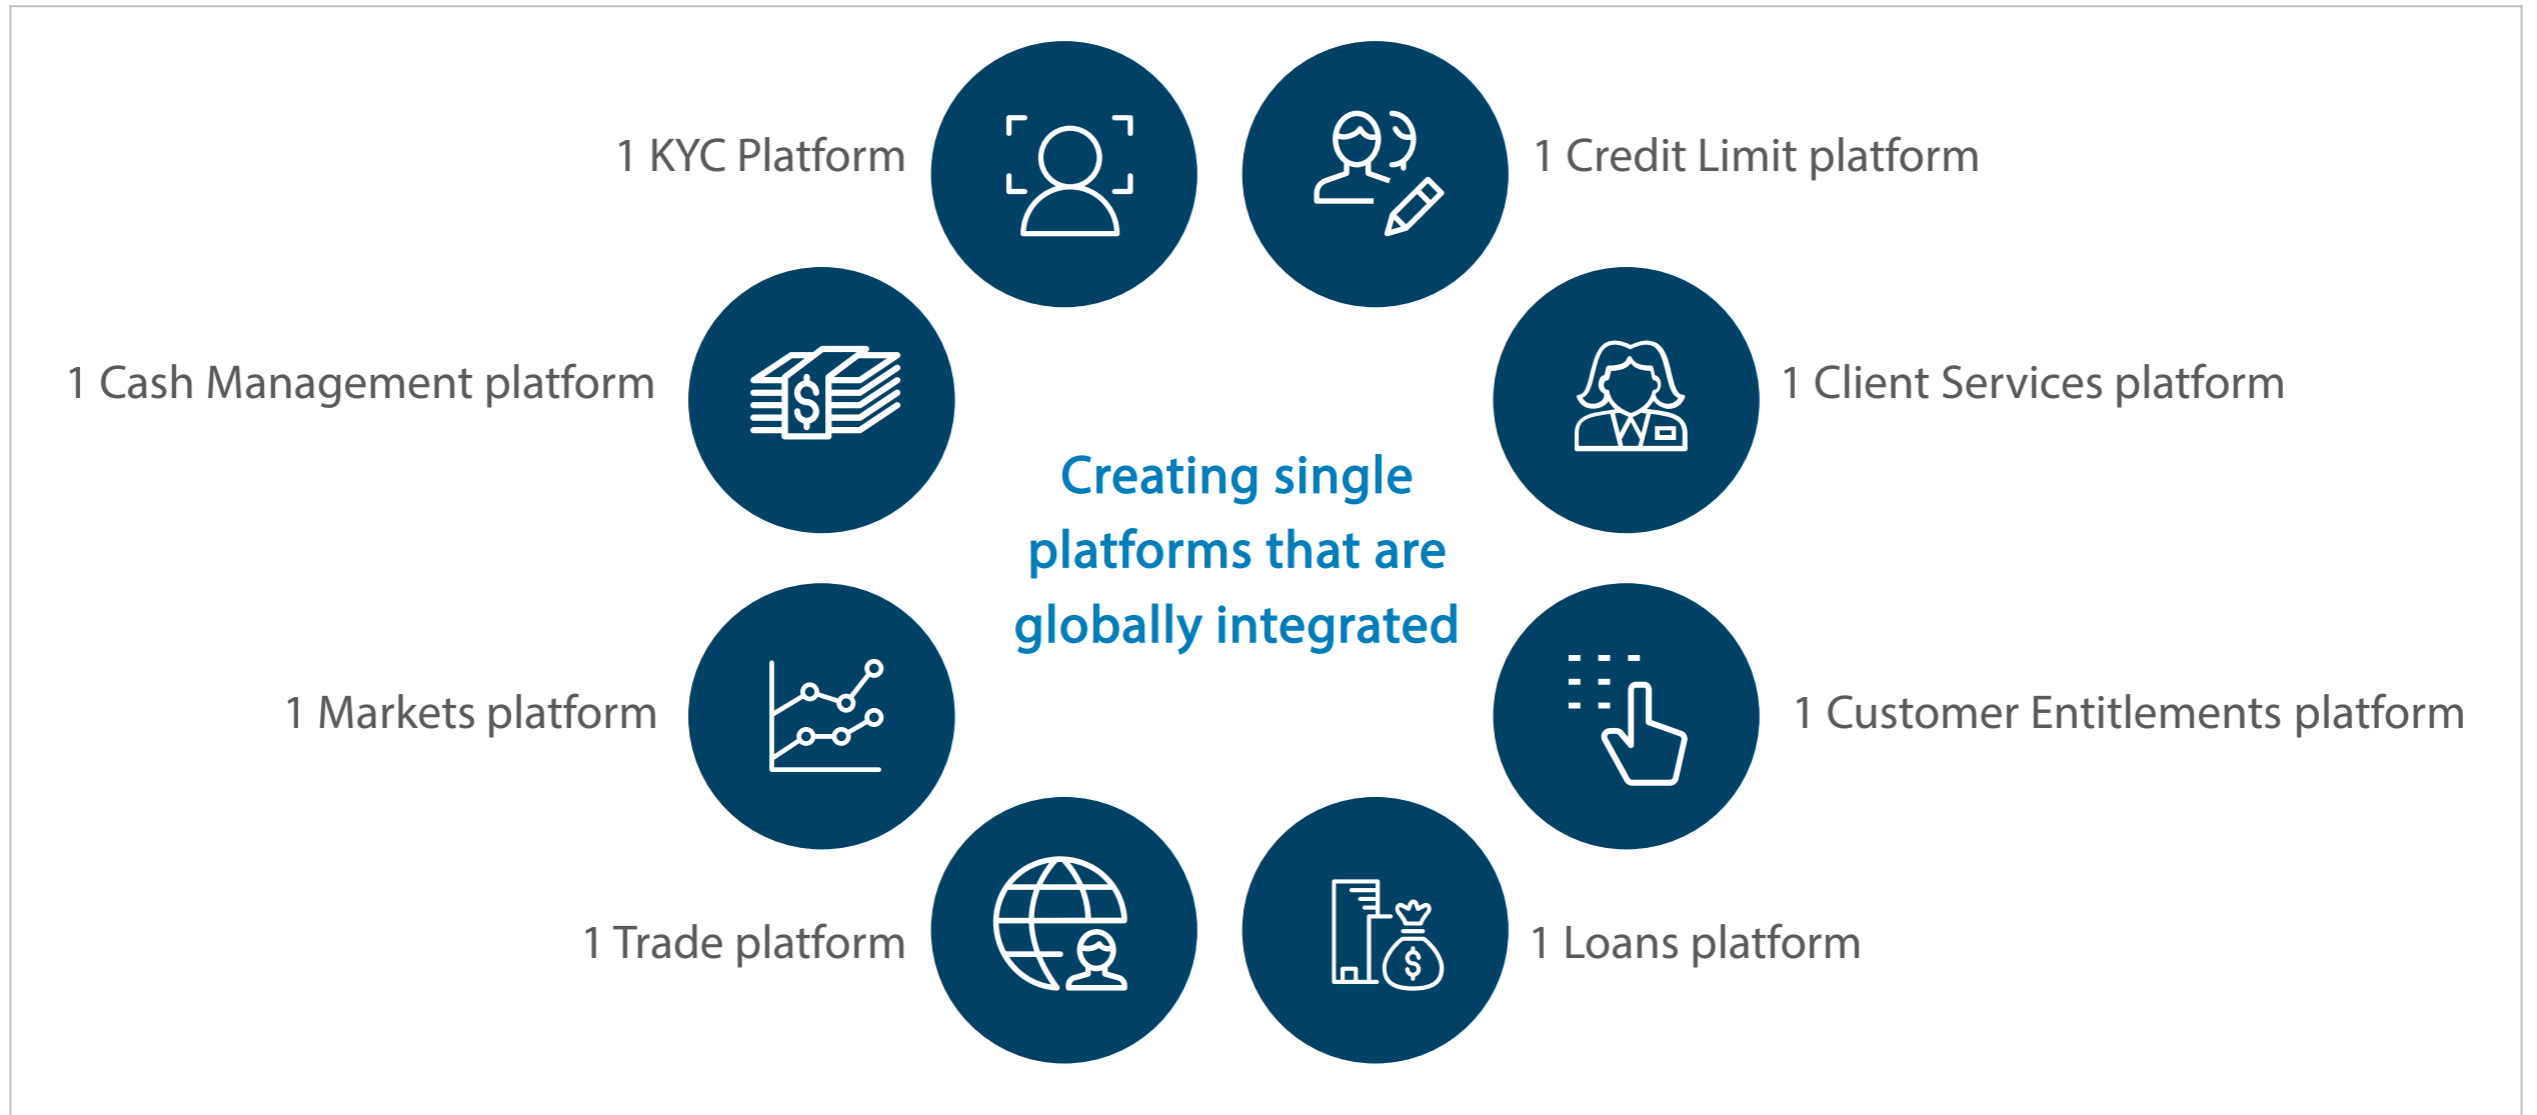 1 KYC Platform
1 Credit Limit platform
1 Cash Management platform
1 Client Services platform
Creating single
platforms that are
globally integrated
1 Markets platform
1 Customer Entitlements platform
1 Trade platform
1 Loans platform